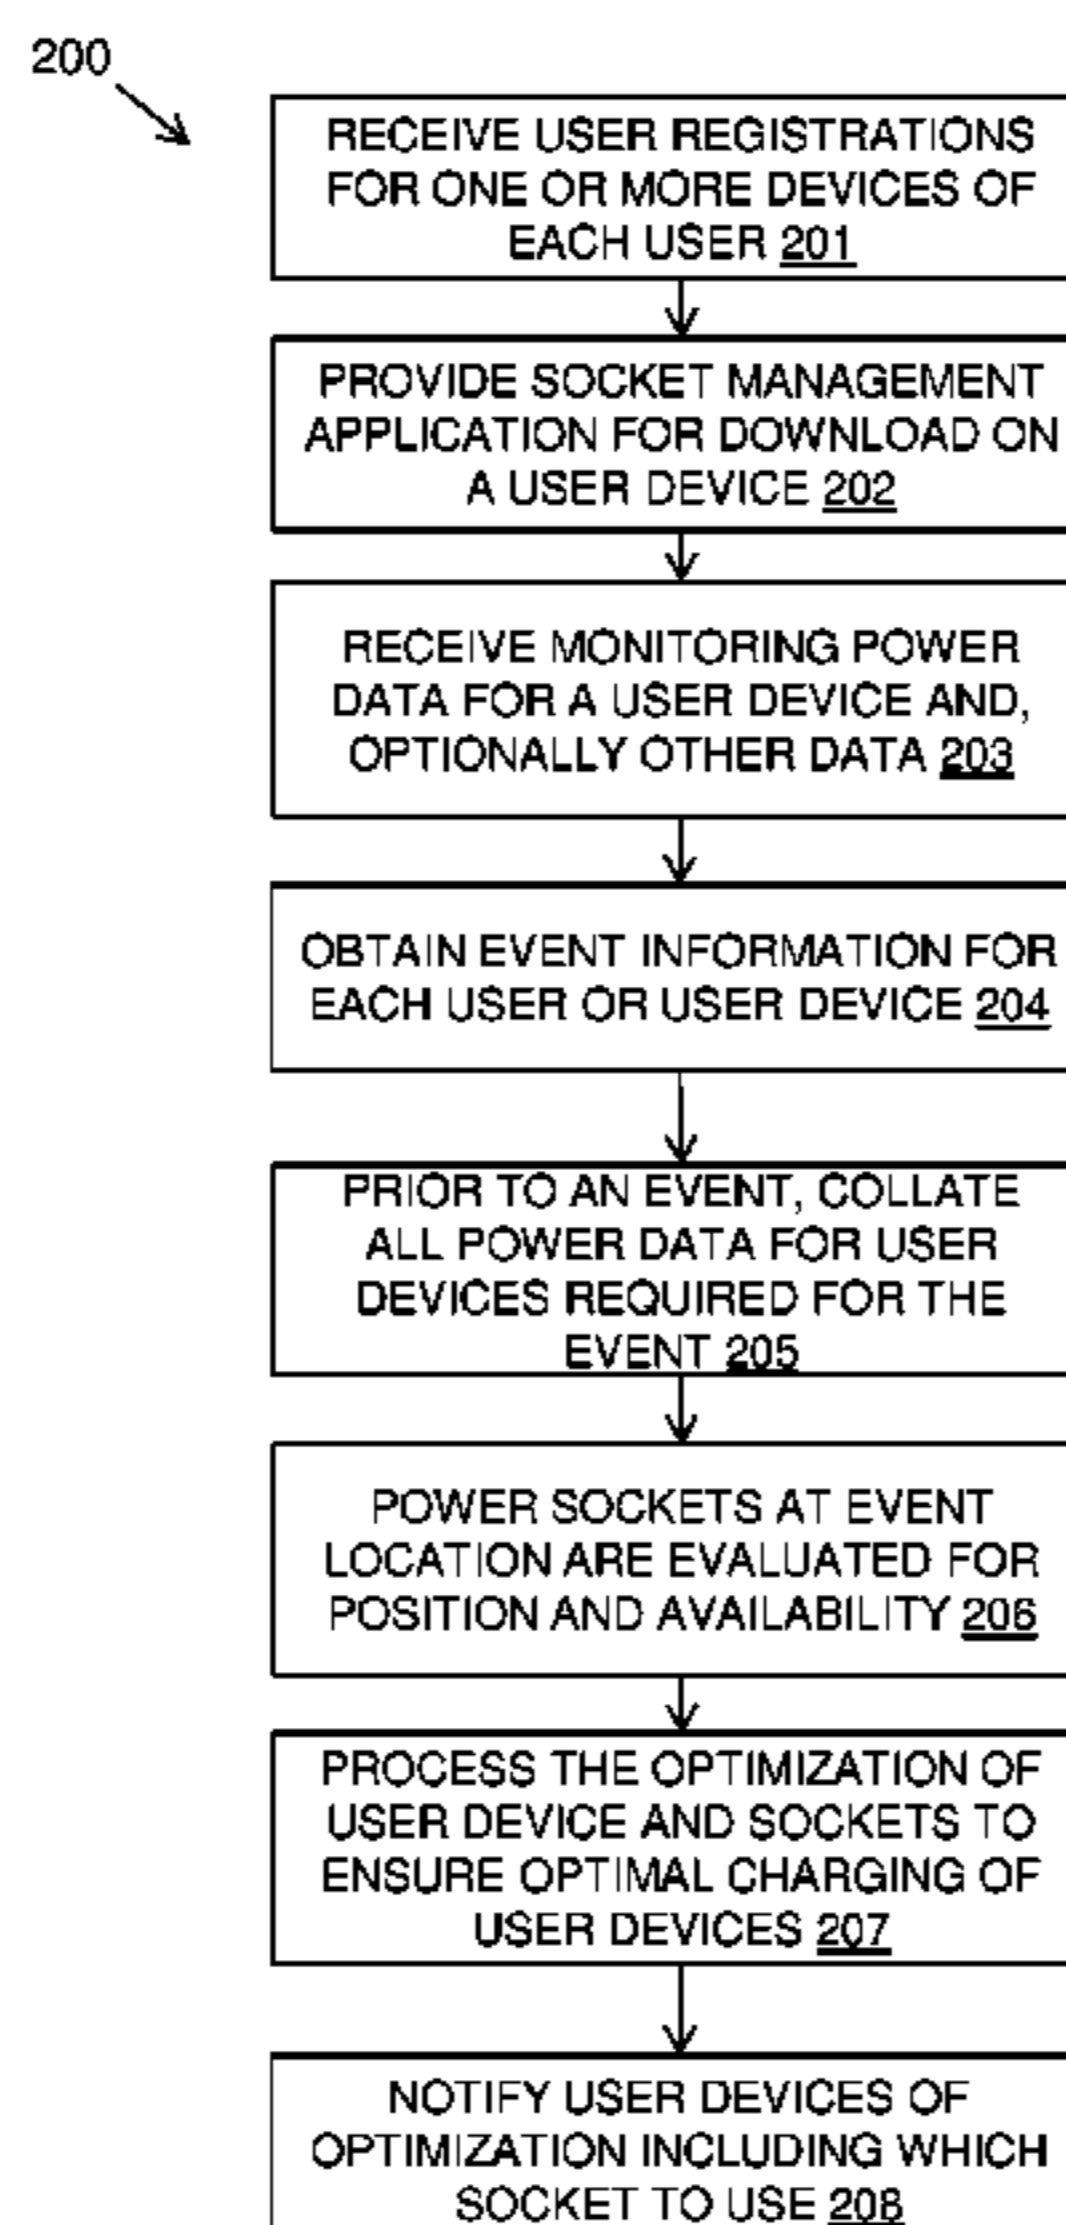 200
RECEIVE USER REGISTRATIONS
FOR ONE OR MORE DEVICES OF
EACH USER 201
PROVIDE SOCKET MANAGEMENT
APPLICATION FOR DOWNLOAD ON
A USER DEVICE 202
RECEIVE MONITORING POWER
DATA FOR A USER DEVICE AND,
OPTIONALLY OTHER DATA 203
OBTAIN EVENT INFORMATION FOR
EACH USER OR USER DEVICE 204
PRIOR TO AN EVENT, COLLATE
ALL POWER DATA FOR USER
DEVICES REQUIRED FOR THE
EVENT 205
POWER SOCKETS AT EVENT
LOCATION ARE EVALUATED FOR
POSITION AND AVAILABILITY 206
PROCESS THE OPTIMIZATION OF
USER DEVICE AND SOCKETS TO
ENSURE OPTIMAL CHARGING OF
USER DEVICES 207
NOTIFY USER DEVICES OF
OPTIMIZATION INCLUDING WHICH
SOCKET TO USE 208